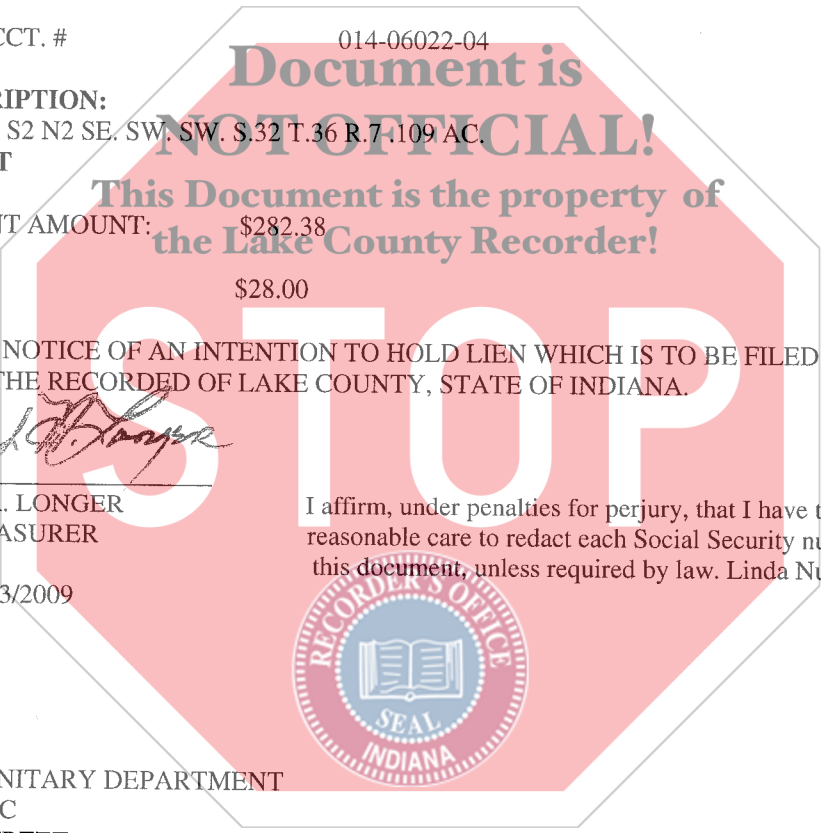 CCT. # 014-06022-04
Document is
RIPTION:
NOT OFFICIAL!
S2 N2 SE. SW. SW. S.32 T.36 R.7 .109 AC.
T
This Document is the property of
NT AMOUNT: $282.38
the Lake County Recorder!
$28.00
STOP
NOTICE OF AN INTENTION TO HOLD LIEN WHICH IS TO BE FILED
THE RECORDED OF LAKE COUNTY, STATE OF INDIANA.
LONGER
ASURER
I affirm, under penalties for perjury, that I have t
reasonable care to redact each Social Security nu
this document, unless required by law. Linda Nu
3/2009
RECORDER'S OFFICE
SEAL
INDIANA
NITARY DEPARTMENT
C